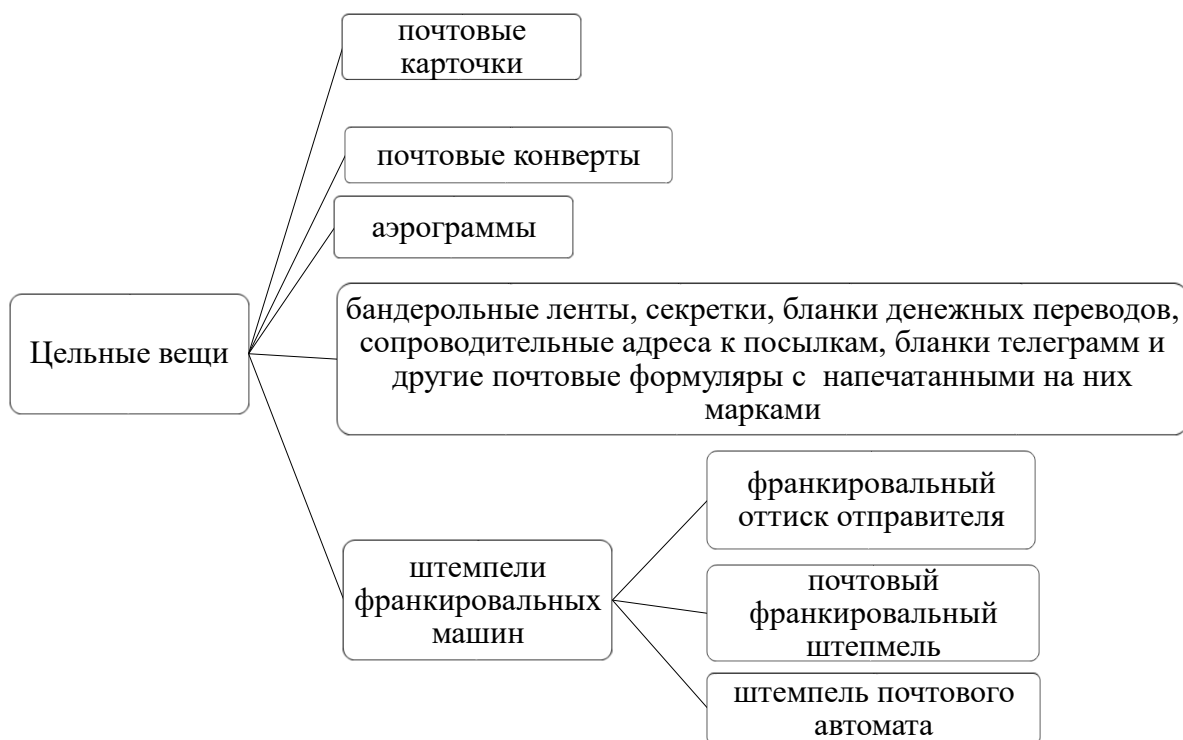 почтовые
карточки
почтовые конверты
аэрограммы
Цельные вещи
бандерольные ленты, секретки, бланки денежных переводов,
сопроводительные адреса к посылкам, бланки телеграмм и
другие почтовые формуляры с  напечатанными на них
марками
штемпели
франкировальных
машин
франкировальный
оттиск отправителя
почтовый
франкировальный
штепмель
штемпель почтового
автомата